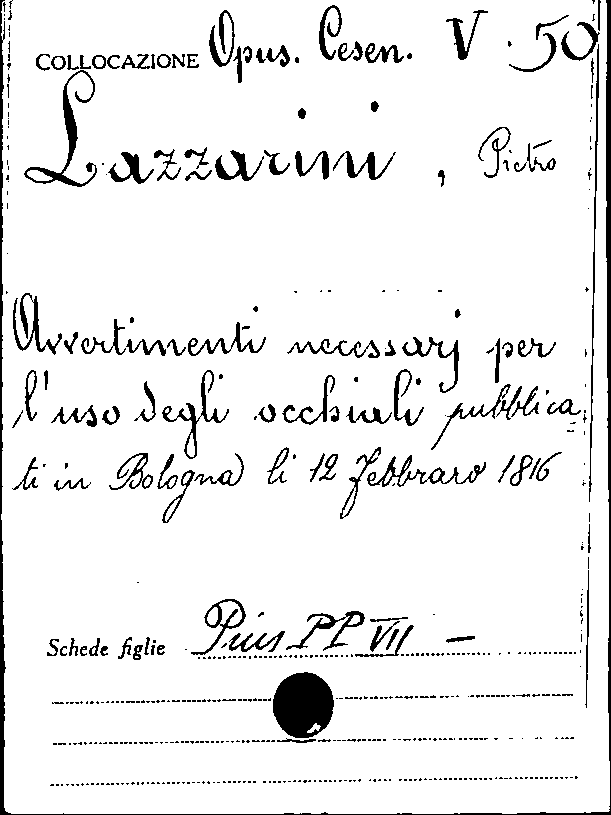 COLLOCAZIONE Opus. Cesen. V. 50
Lazzarini, Pietro
Avvertimenti necessarj per
l'uso degli occhiali pubblica
ti in Bologna li 12 Febbraro 1816
Schede figlie Pius PP VII —